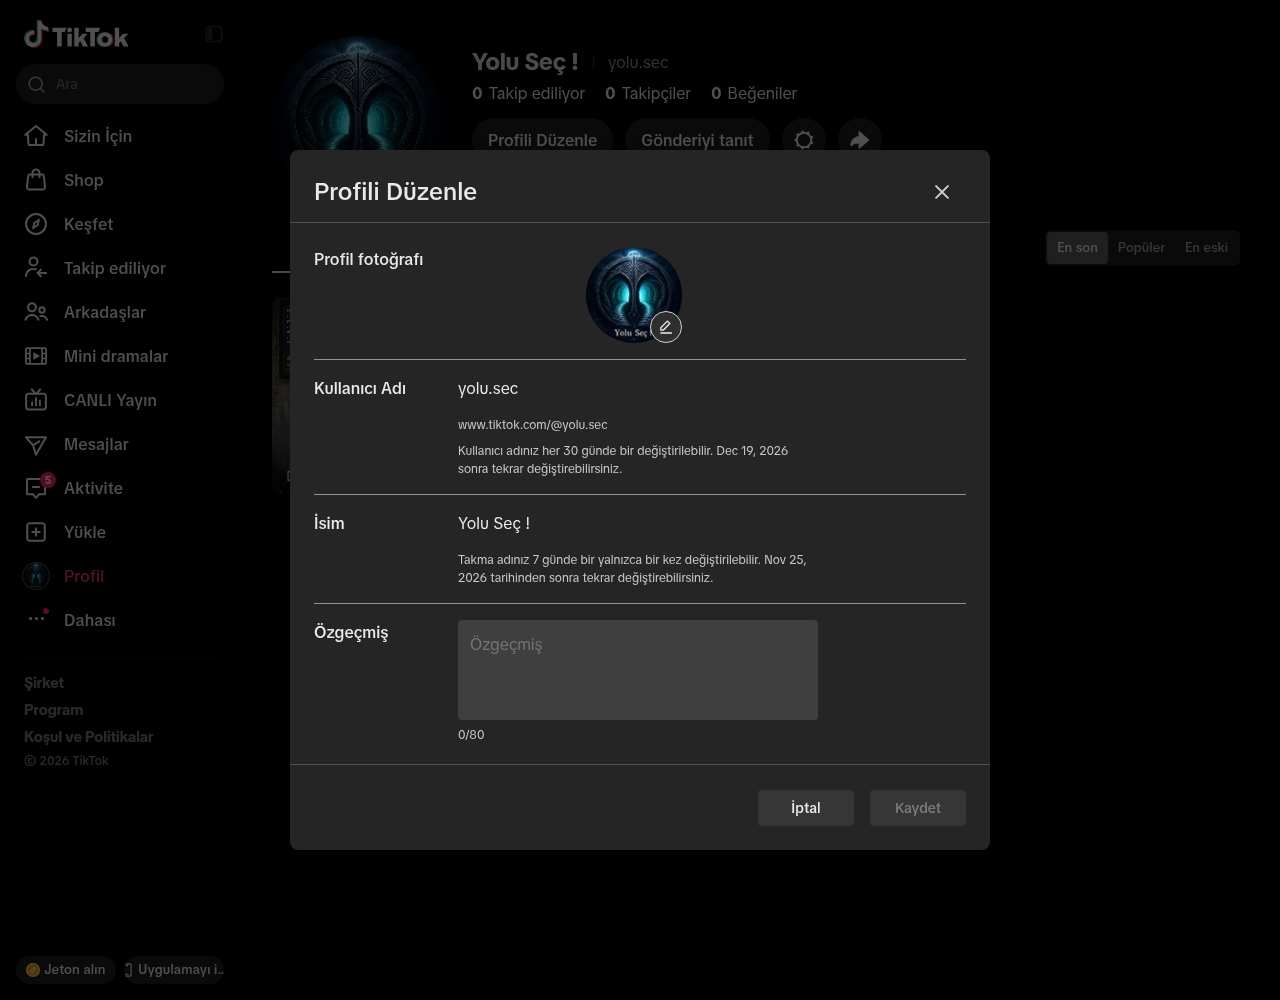 TikTok
Ara
Sizin İçin
Shop
Keşfet
Takip ediliyor
Arkadaşlar
Mini dramalar
CANLI Yayın
Mesajlar
5
Aktivite
Yükle
Profil
Dahası
Şirket
Program
Koşul ve Politikalar
© 2026 TikTok
Jeton alın
Uygulamayı i...
Yolu Seç !
yolu.sec
0 Takip ediliyor 0 Takipçiler 0 Beğeniler
Profili Düzenle
Gönderiyi tanıt
En son
Popüler
En eski
Profili Düzenle
Profil fotoğrafı
Yolu Seç
Kullanıcı Adı
yolu.sec
www.tiktok.com/@yolu.sec
Kullanıcı adınız her 30 günde bir değiştirilebilir. Dec 19, 2026
sonra tekrar değiştirebilirsiniz.
İsim
Yolu Seç !
Takma adınız 7 günde bir yalnızca bir kez değiştirilebilir. Nov 25,
2026 tarihinden sonra tekrar değiştirebilirsiniz.
Özgeçmiş
Özgeçmiş
0/80
İptal
Kaydet